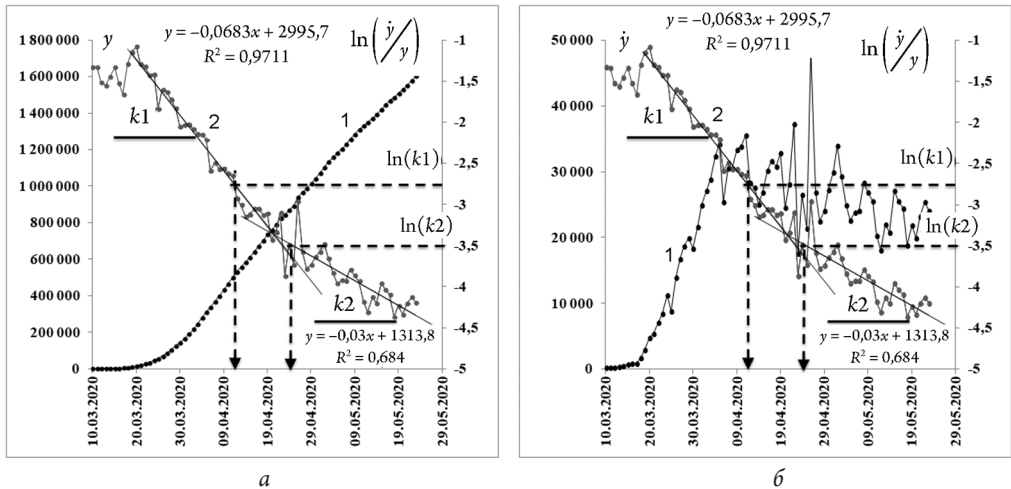 y = –0,0683x + 2995,7
R² = 0,9711
y
ln(ẏ/y)
1 800 000
1 600 000
1 400 000
1 200 000
1 000 000
800 000
600 000
400 000
200 000
0
-1
-1,5
-2
-2,5
-3
-3,5
-4
-4,5
-5
k1
2
1
ln(k1)
ln(k2)
k2
y = –0,03x + 1313,8
R² = 0,684
10.03.2020
20.03.2020
30.03.2020
09.04.2020
19.04.2020
29.04.2020
09.05.2020
19.05.2020
29.05.2020
а
y = –0,0683x + 2995,7
R² = 0,9711
ẏ
ln(ẏ/y)
50 000
40 000
30 000
20 000
10 000
0
-1
-1,5
-2
-2,5
-3
-3,5
-4
-4,5
-5
k1
2
1
ln(k1)
ln(k2)
k2
y = –0,03x + 1313,8
R² = 0,684
10.03.2020
20.03.2020
30.03.2020
09.04.2020
19.04.2020
29.04.2020
09.05.2020
19.05.2020
29.05.2020
б